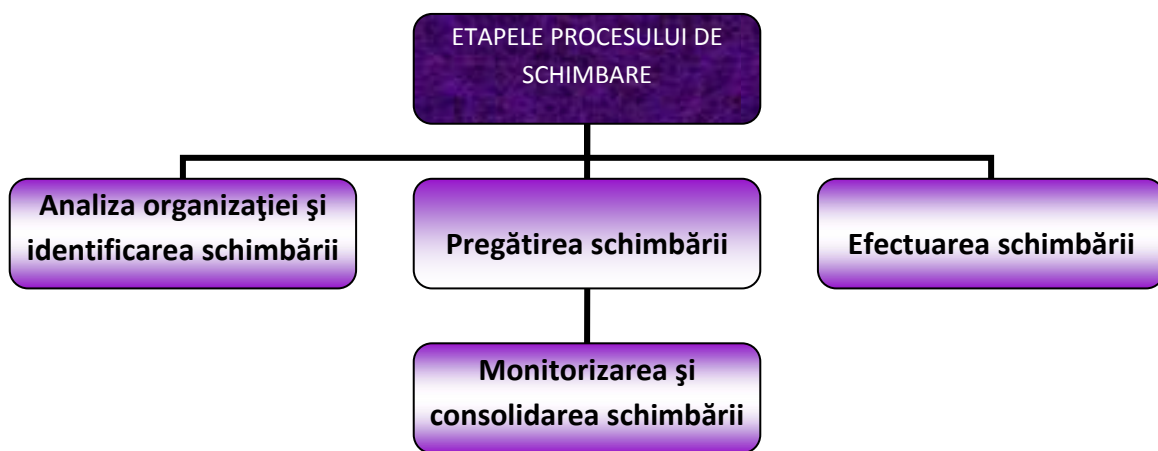 ETAPELE PROCESULUI DE
SCHIMBARE
Analiza organizaţiei şi
identificarea schimbării
Pregătirea schimbării
Efectuarea schimbării
Monitorizarea şi
consolidarea schimbării